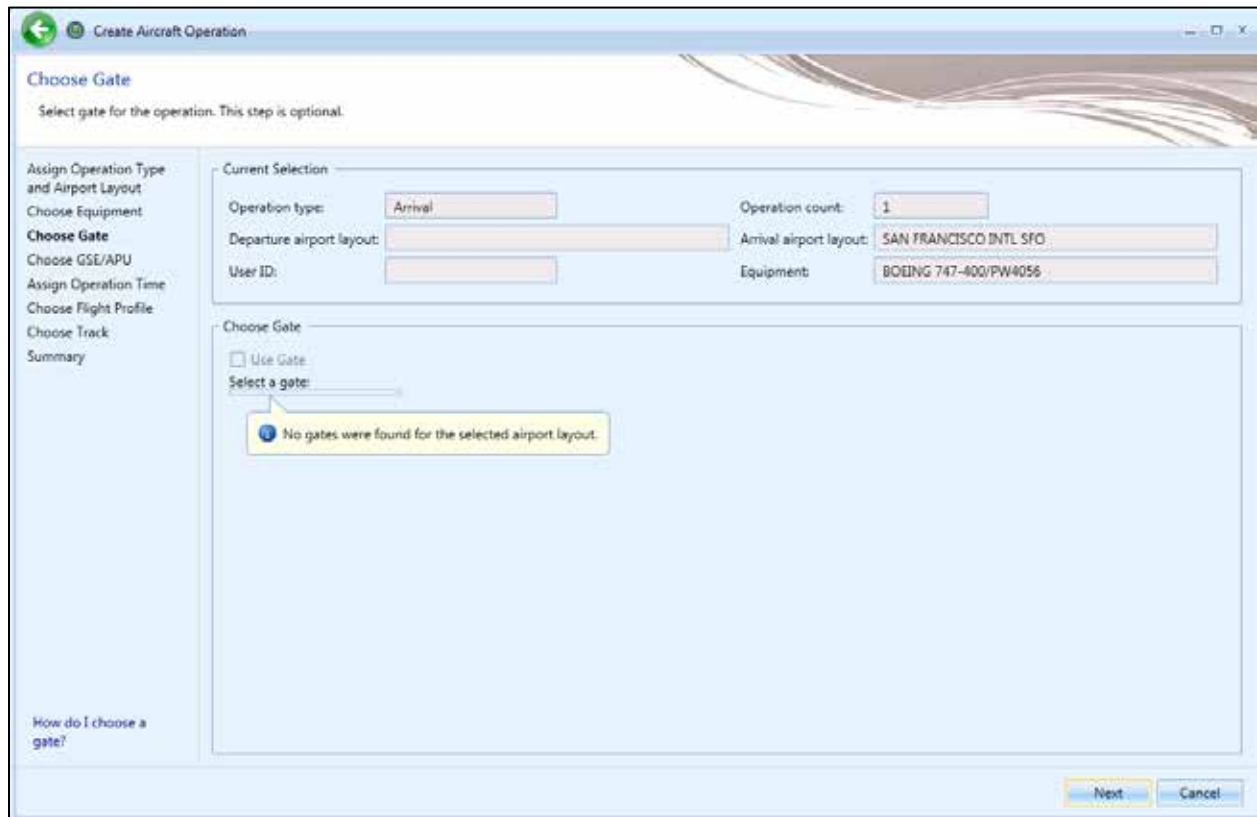 Create Aircraft Operation
Choose Gate
Select gate for the operation. This step is optional.
Assign Operation Type
and Airport Layout
Choose Equipment
Choose Gate
Choose GSE/APU
Assign Operation Time
Choose Flight Profile
Choose Track
Summary
How do I choose a
gate?
Current Selection
Operation type: Arrival
Operation count: 1
Departure airport layout:
Arrival airport layout: SAN FRANCISCO INTL SFO
User ID:
Equipment: BOEING 747-400/PW4056
Choose Gate
Use Gate
Select a gate:
No gates were found for the selected airport layout.
Next
Cancel